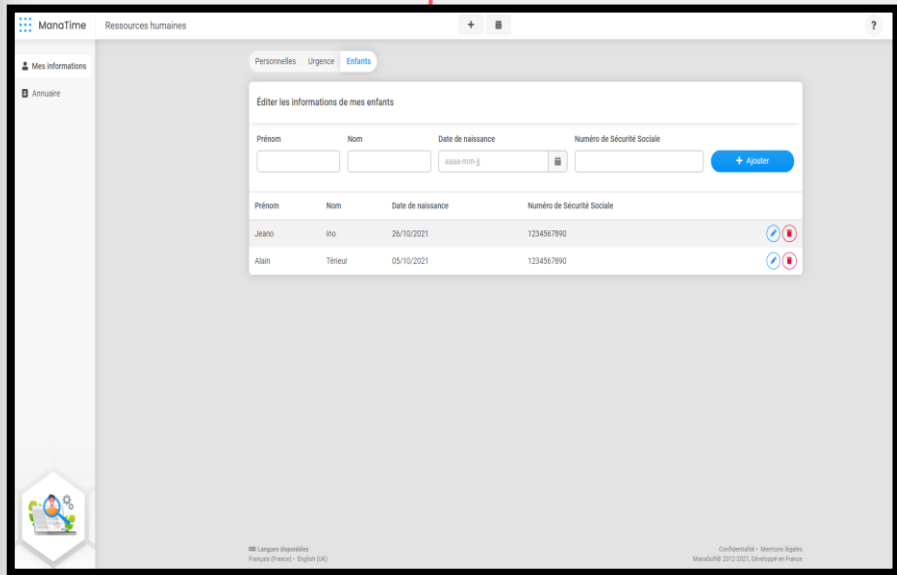 ManaTime Ressources humaines + ?
Mes informations
Annuaire
Personnelles Urgence Enfants
Éditer les informations de mes enfants
Prénom Nom Date de naissance Numéro de Sécurité Sociale
aaaa-mm-jj + Ajouter
Prénom Nom Date de naissance Numéro de Sécurité Sociale
Jeano ino 26/10/2021 1234567890
Alain Térieur 05/10/2021 1234567890
Langues disponibles Confidentialité - Mentions légales
Français (France) - English (UK) ManaSoft© 2012-2021, Développé en France